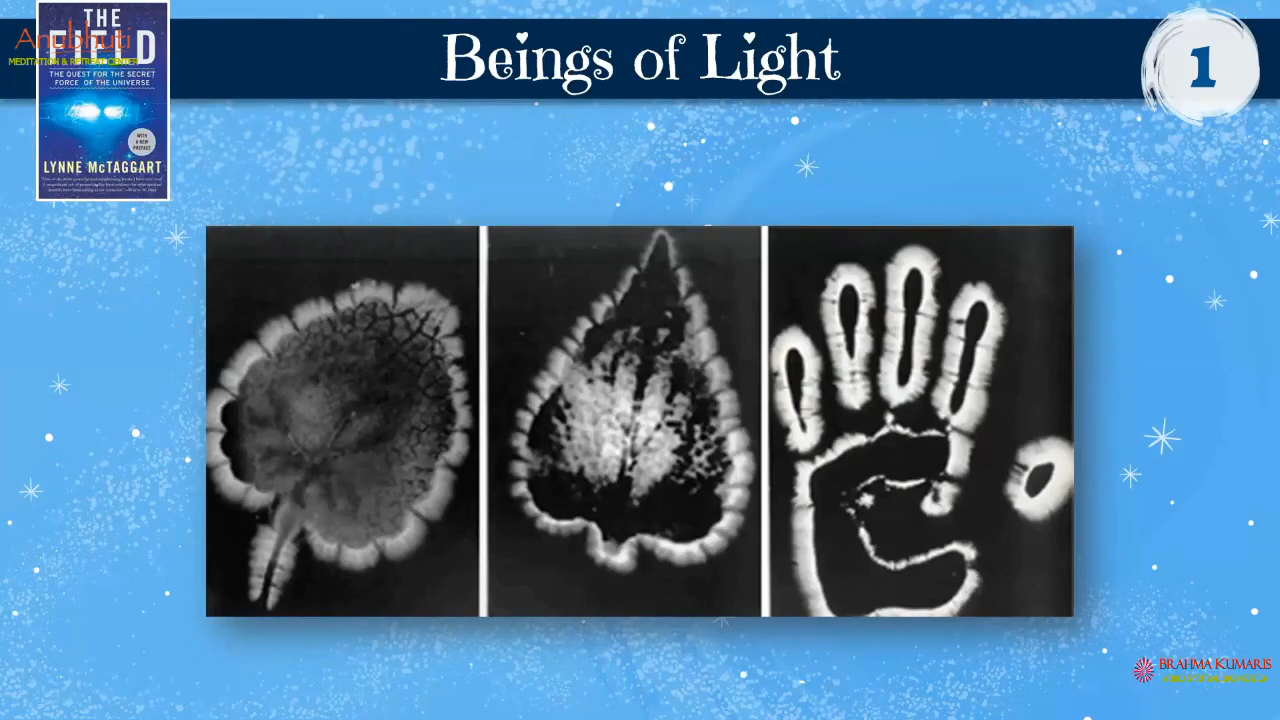 Beings of Light
1
THE
FIELD
THE QUEST FOR THE SECRET
FORCE OF THE UNIVERSE
WITH
A NEW
PREFACE
LYNNE McTAGGART
Anubhuti
MEDITATION & RETREAT CENTER
BRAHMA KUMARIS